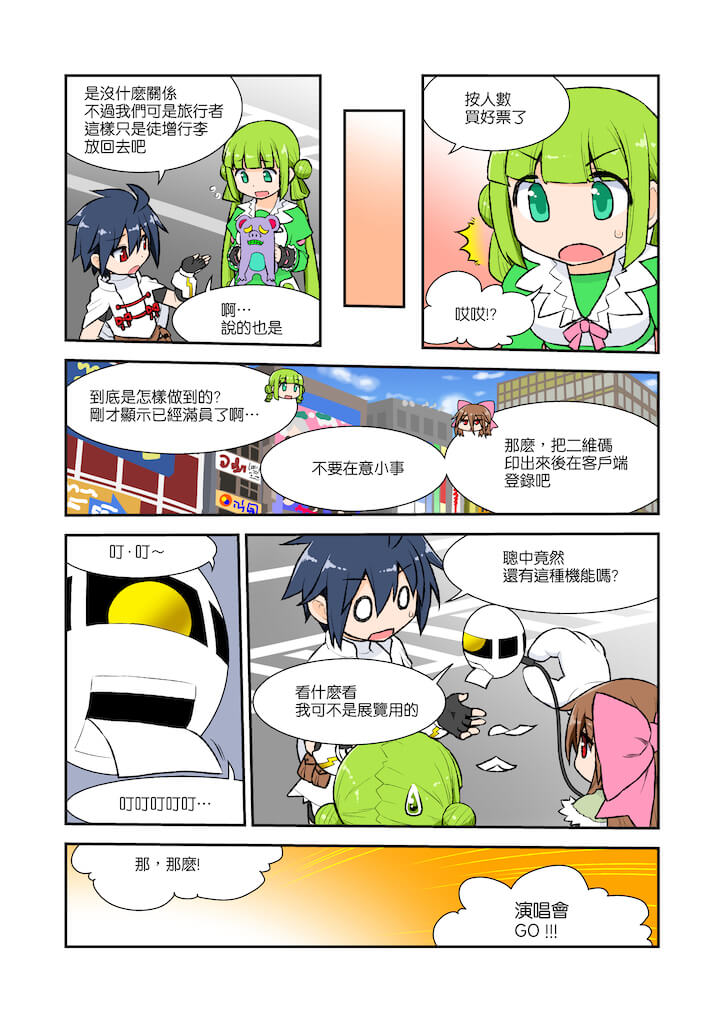 是沒什麽關係
不過我們可是旅行者
這樣只是徒增行李
放回去吧
啊…
說的也是
按人數
買好票了
哎哎!?
到底是怎樣做到的?
剛才顯示已經滿員了啊…
不要在意小事
那麽，把二維碼
印出來後在客戶端
登錄吧
叮·叮～
叮叮叮叮叮…
聰中竟然
還有這種機能嗎?
看什麽看
我可不是展覽用的
那，那麽!
演唱會
GO !!!